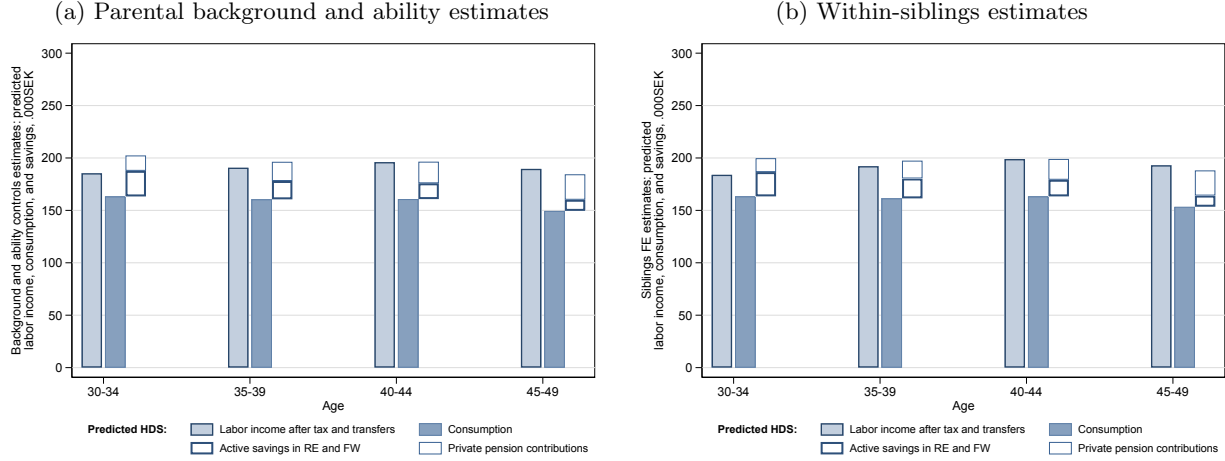 (a) Parental background and ability estimates
Background and ability controls estimates: predicted
labor income, consumption, and savings, .000SEK
300
250
200
150
100
50
0
30-34
35-39
40-44
45-49
Age
Predicted HDS:
Labor income after tax and transfers
Consumption
Active savings in RE and FW
Private pension contributions
(b) Within-siblings estimates
Siblings FE estimates: predicted
labor income, consumption, and savings, .000SEK
300
250
200
150
100
50
0
30-34
35-39
40-44
45-49
Age
Predicted HDS:
Labor income after tax and transfers
Consumption
Active savings in RE and FW
Private pension contributions